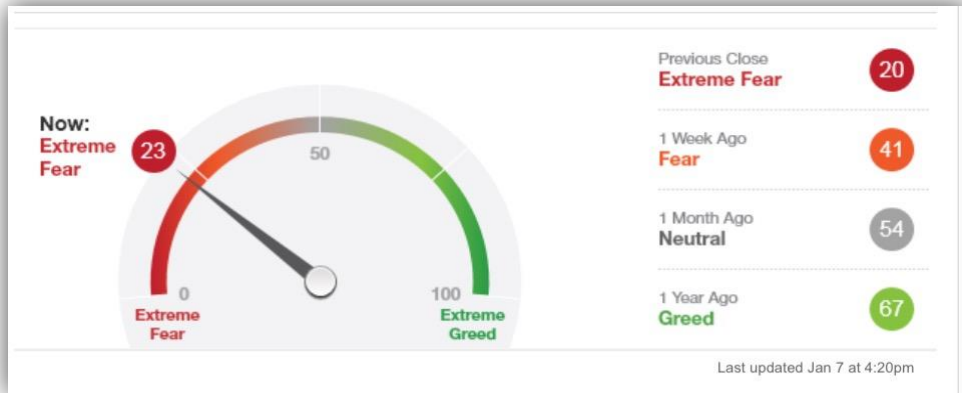 Now:
Extreme
Fear
23
50
0
Extreme
Fear
100
Extreme
Greed
Previous Close
Extreme Fear
20
1 Week Ago
Fear
41
1 Month Ago
Neutral
54
1 Year Ago
Greed
67
Last updated Jan 7 at 4:20pm